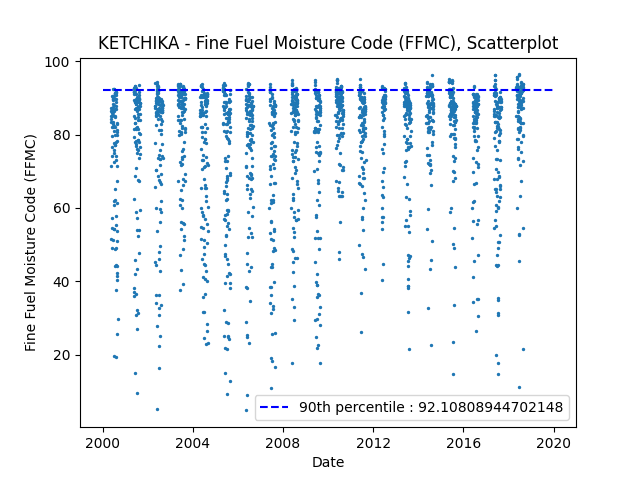 KETCHIKA - Fine Fuel Moisture Code (FFMC), Scatterplot
100
80
60
40
20
Fine Fuel Moisture Code (FFMC)
90th percentile : 92.10808944702148
2000
2004
2008
2012
2016
2020
Date